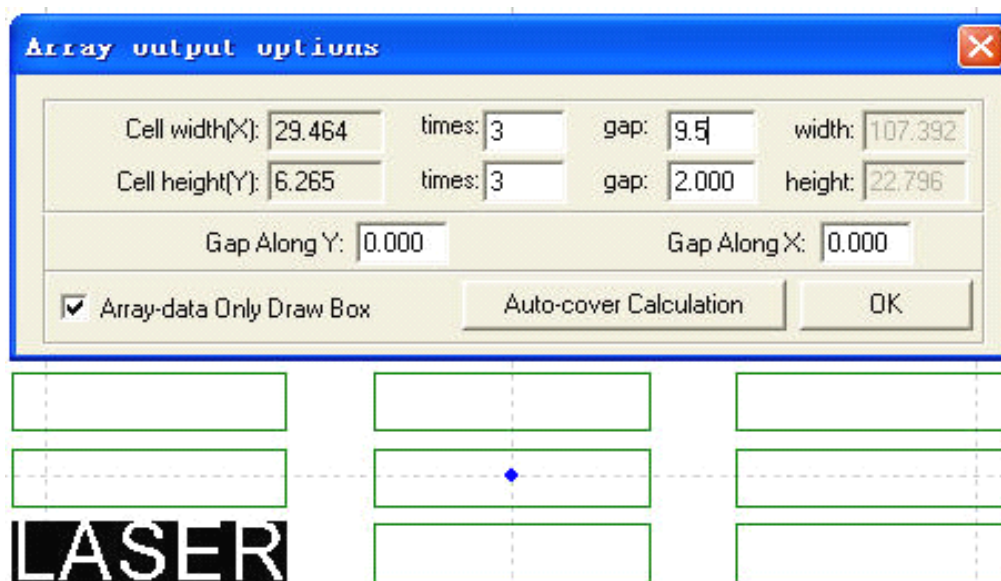 Array output options
Cell width(X): 29.464 times: 3 gap: 9.5 width: 107.392
Cell height(Y): 6.265 times: 3 gap: 2.000 height: 22.796
Gap Along Y: 0.000 Gap Along X: 0.000
Array-data Only Draw Box Auto-cover Calculation OK
LASER